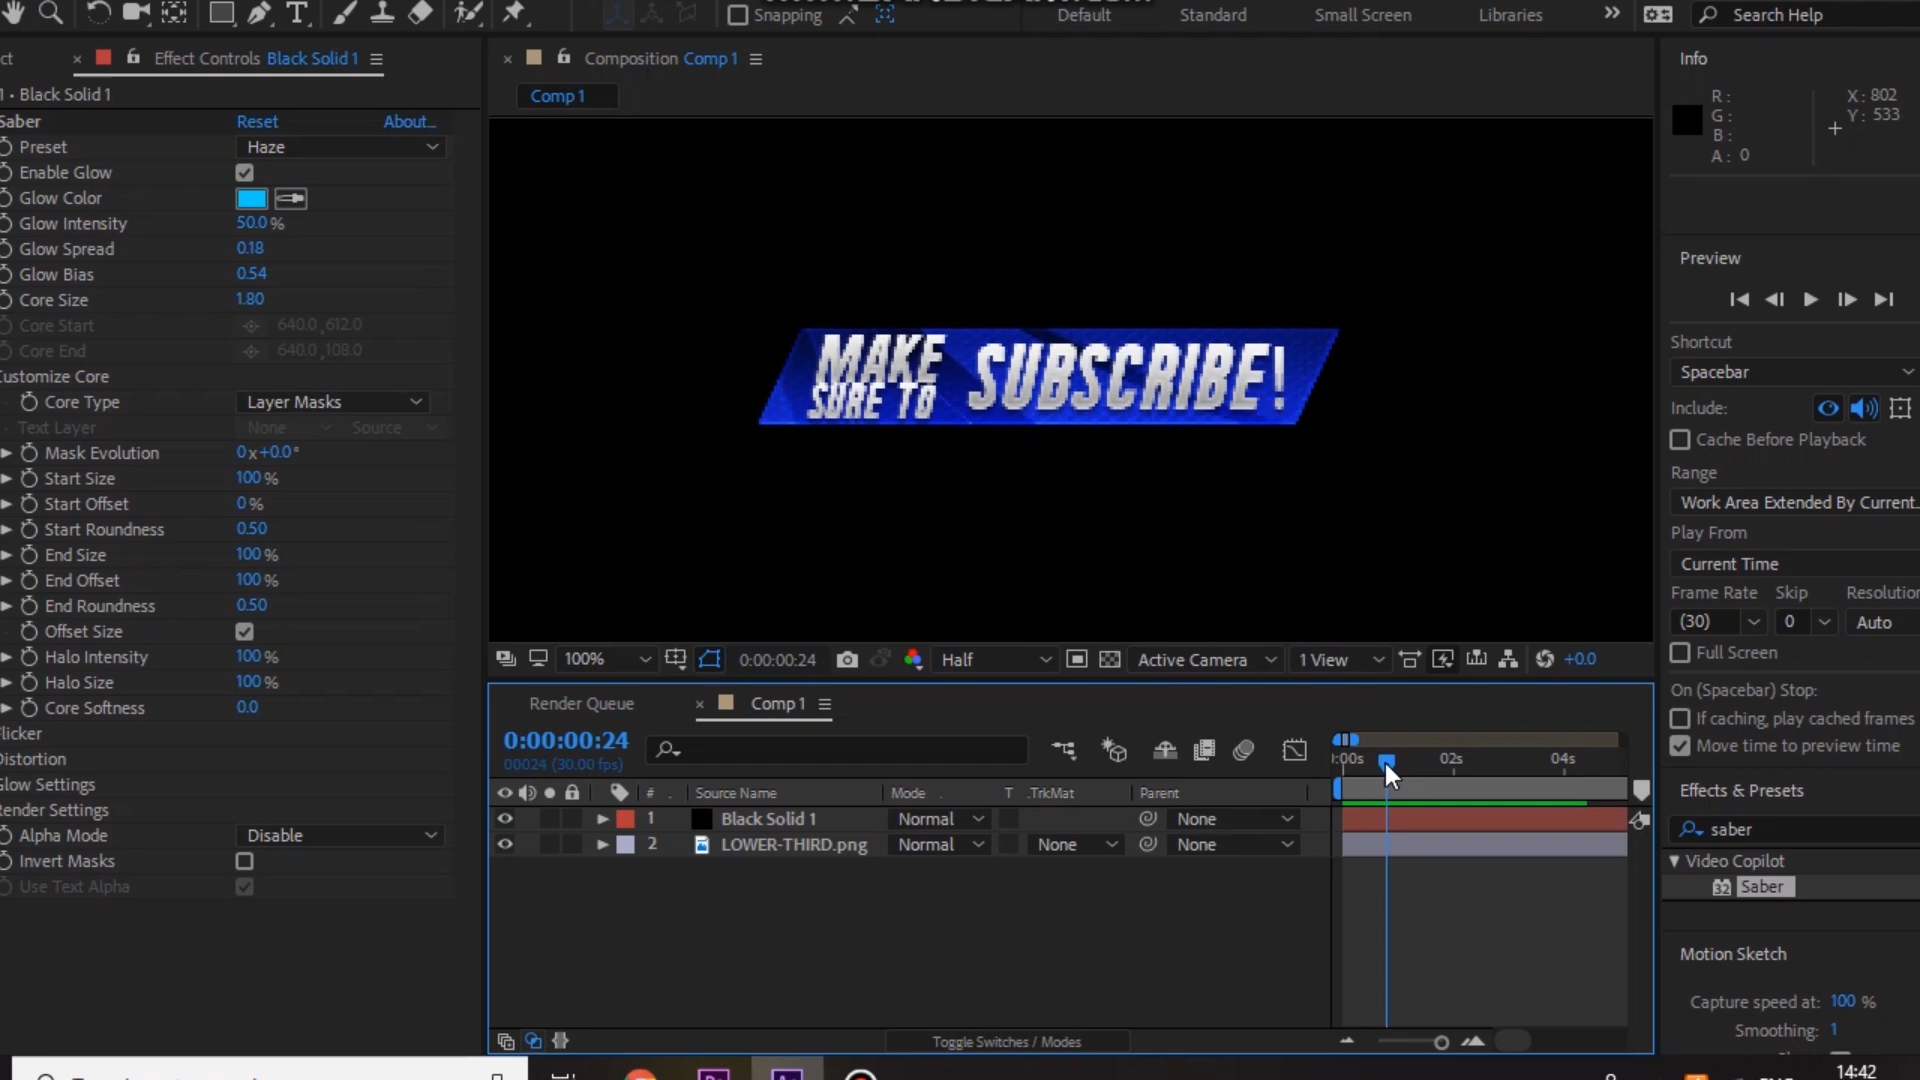 Snapping
Default
Standard
Small Screen
Libraries
Search Help
Effect Controls Black Solid 1
Composition Comp 1
Info
Black Solid 1
Comp 1
R:
G:
B:
A: 0
X: 802
Y: 533
Saber
Reset
About...
Preset
Haze
Enable Glow
Glow Color
Glow Intensity
50.0 %
Glow Spread
0.18
Glow Bias
0.54
Core Size
1.80
Core Start
640.0 ,612.0
Core End
640.0 ,108.0
Customize Core
Core Type
Layer Masks
Text Layer
None
Source
Mask Evolution
0 x +0.0 °
Start Size
100 %
Start Offset
0 %
Start Roundness
0.50
End Size
100 %
End Offset
100 %
End Roundness
0.50
Offset Size
Halo Intensity
100 %
Halo Size
100 %
Core Softness
0.0
Flicker
Distortion
Glow Settings
Render Settings
Alpha Mode
Disable
Invert Masks
Use Text Alpha
MAKE
SURE TO
SUBSCRIBE!
100%
0:00:00:24
Half
Active Camera
1 View
+0.0
Preview
Shortcut
Spacebar
Include:
Cache Before Playback
Range
Work Area Extended By Current...
Play From
Current Time
Frame Rate
Skip
Resolution
(30)
0
Auto
Full Screen
On (Spacebar) Stop:
If caching, play cached frames
Move time to preview time
Effects & Presets
saber
Video Copilot
32
Saber
Motion Sketch
Capture speed at: 100 %
Smoothing: 1
Render Queue
Comp 1
0:00:00:24
00024 (30.00 fps)
:00s
02s
04s
#
Source Name
Mode
T
.TrkMat
Parent
1
Black Solid 1
Normal
None
2
LOWER-THIRD.png
Normal
None
None
Toggle Switches / Modes
14:42